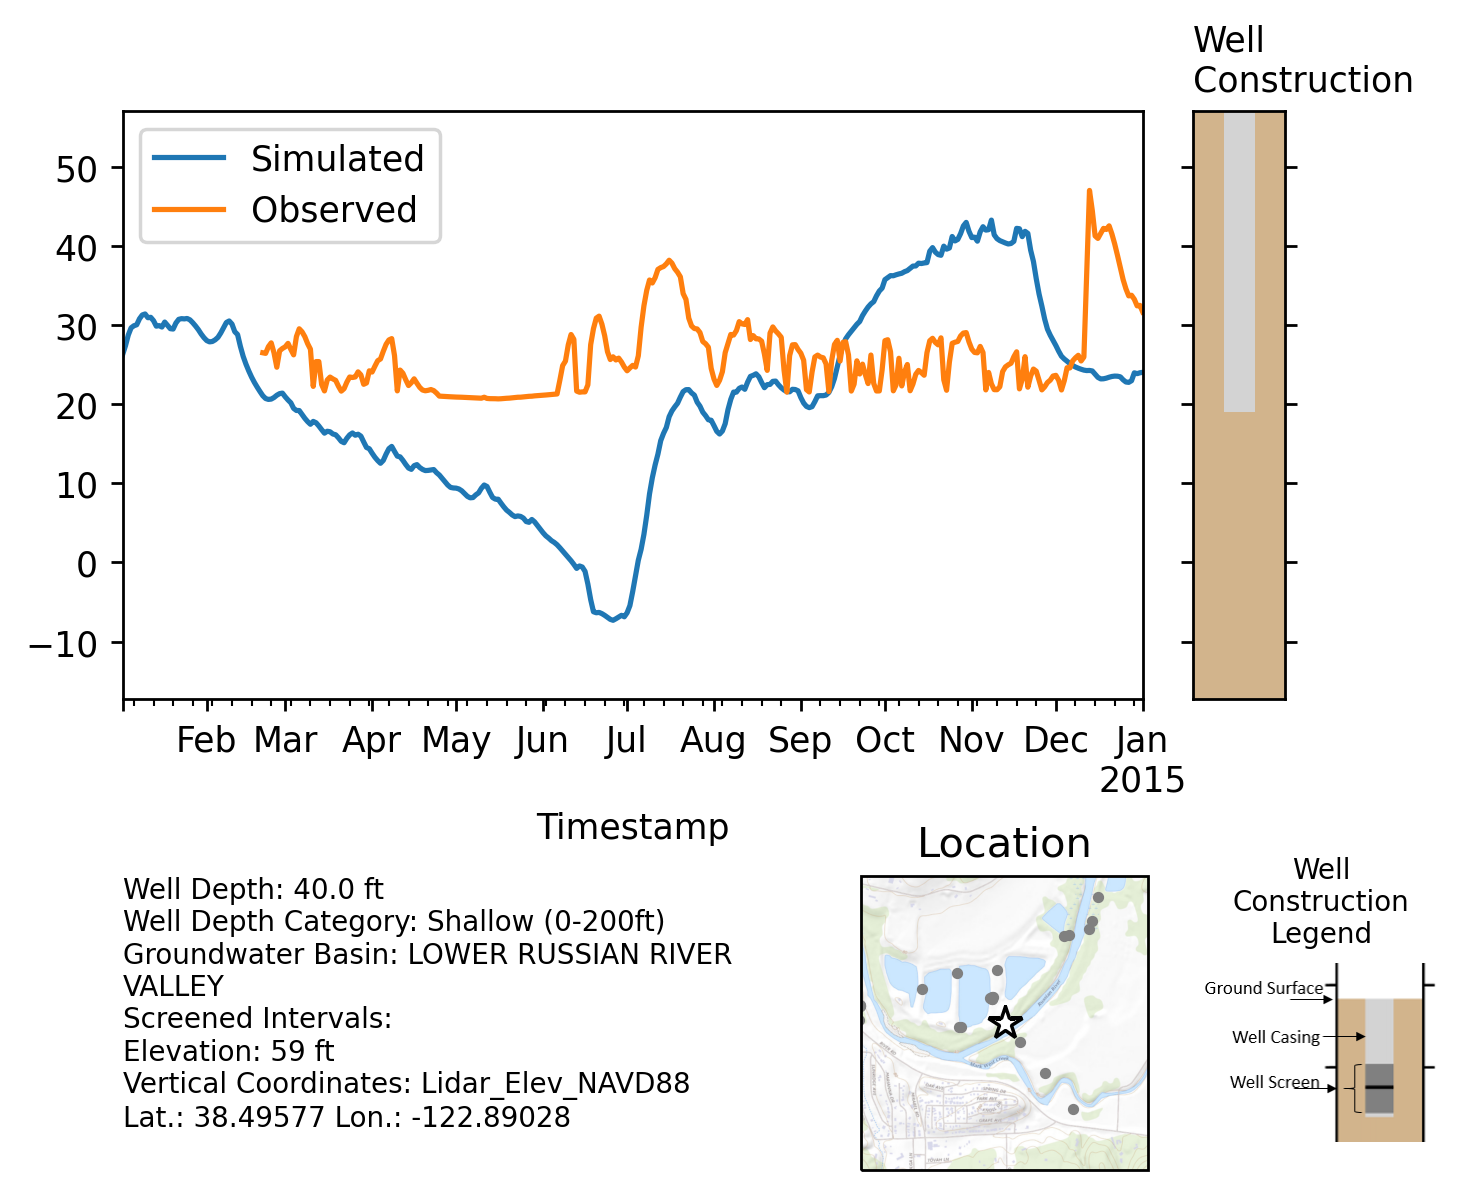 Well
Construction
Simulated
Observed
50
40
30
20
10
0
−10
Feb Mar Apr May Jun Jul Aug Sep Oct Nov Dec Jan
2015
Timestamp
Well Depth: 40.0 ft
Well Depth Category: Shallow (0-200ft)
Groundwater Basin: LOWER RUSSIAN RIVER
VALLEY
Screened Intervals:
Elevation: 59 ft
Vertical Coordinates: Lidar_Elev_NAVD88
Lat.: 38.49577 Lon.: -122.89028
Location
Well
Construction
Legend
Ground Surface
Well Casing
Well Screen